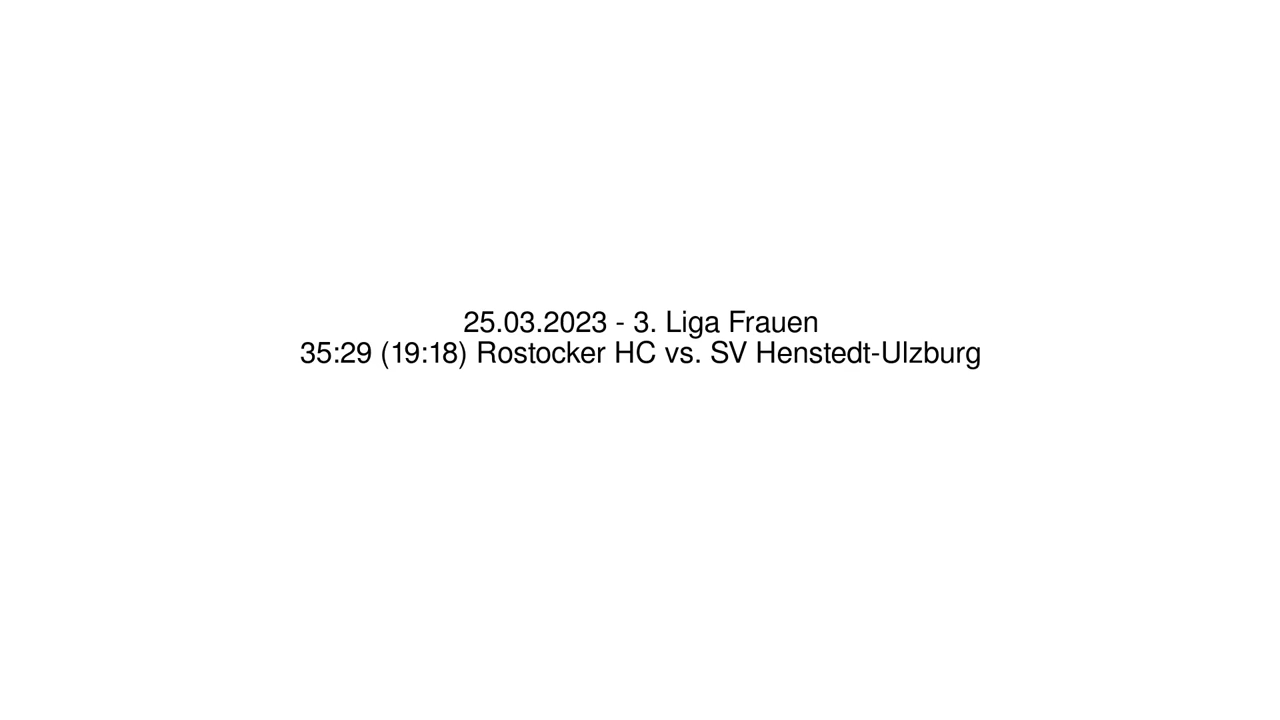 25.03.2023 - 3. Liga Frauen
35:29 (19:18) Rostocker HC vs. SV Henstedt-Ulzburg